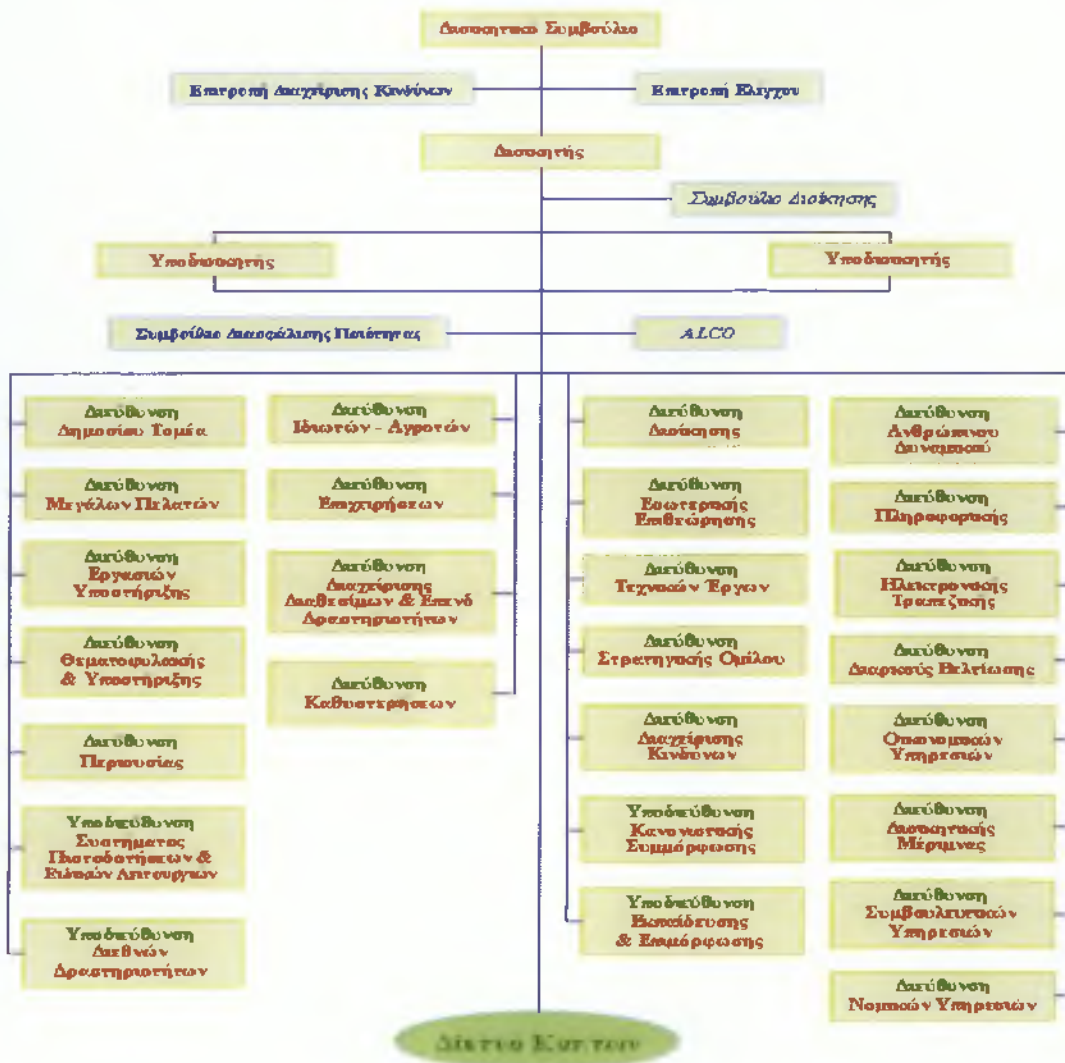 Διοικητικό Συμβούλιο
Επιτροπή Διαχείρισης Κινδύνων
Επιτροπή Ελέγχου
Διοικητής
Συμβούλιο Διοίκησης
Υποδιοικητής
Υποδιοικητής
Συμβούλιο Διασφάλισης Ποιότητας
ALCO
Διεύθυνση
Δημοσίου Τομέα
Διεύθυνση
Μεγάλων Πελατών
Διεύθυνση
Εργασιών
Υποστήριξης
Διεύθυνση
Θεματοφυλακής
& Υποστήριξης
Διεύθυνση
Περιουσίας
Υποδιεύθυνση
Συστήματος
Πιστοδοτήσεων &
Ειδικών Λειτουργιών
Υποδιεύθυνση
Διεθνών
Δραστηριοτήτων
Διεύθυνση
Ιδιωτών - Αγροτών
Διεύθυνση
Επιχειρήσεων
Διεύθυνση
Διαχείρισης
Διαθεσίμων & Επενδ
Δραστηριοτήτων
Διεύθυνση
Καθυστερήσεων
Διεύθυνση
Διοίκησης
Διεύθυνση
Εσωτερικής
Επιθεώρησης
Διεύθυνση
Τεχνικών Έργων
Διεύθυνση
Στρατηγικής Ομίλου
Διεύθυνση
Διαχείρισης
Κινδύνων
Υποδιεύθυνση
Κανονιστικής
Συμμόρφωσης
Υποδιεύθυνση
Εκπαίδευσης
& Επιμόρφωσης
Διεύθυνση
Ανθρώπινου
Δυναμικού
Διεύθυνση
Πληροφορικής
Διεύθυνση
Ηλεκτρονικής
Τραπεζικής
Διεύθυνση
Διαρκούς Βελτίωσης
Διεύθυνση
Οικονομικών
Υπηρεσιών
Διεύθυνση
Διοικητικής
Μέριμνας
Διεύθυνση
Συμβουλευτικών
Υπηρεσιών
Διεύθυνση
Νομικών Υπηρεσιών
Δίκτυο